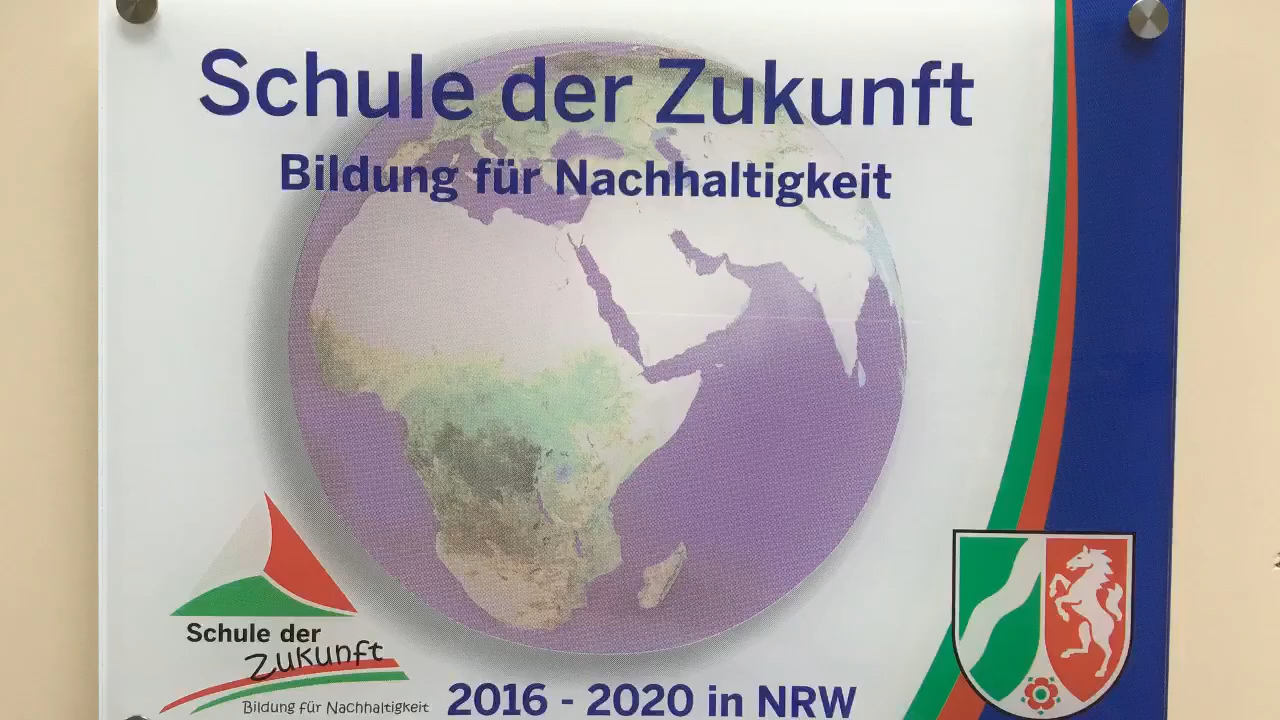 Schule der Zukunft
Bildung für Nachhaltigkeit
Schule der
Zukunft
Bildung für Nachhaltigkeit
2016 - 2020 in NRW